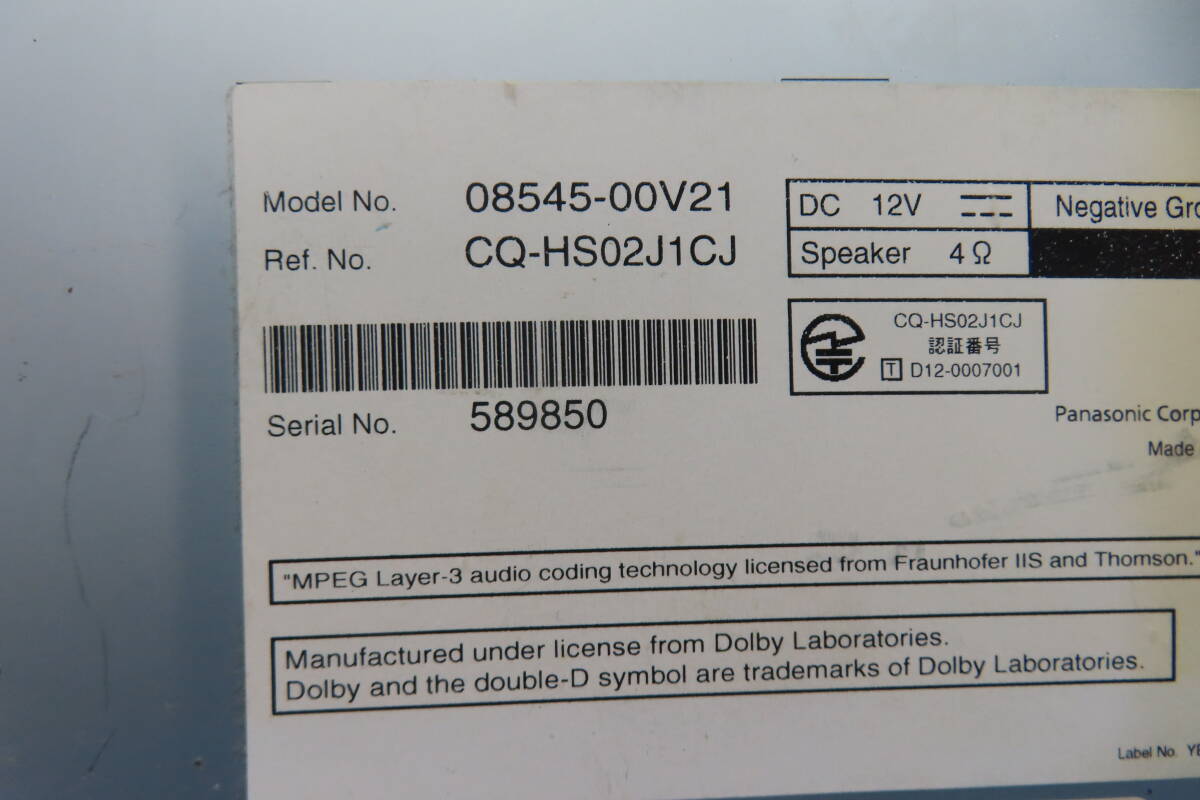 Model No. 08545-00V21
Ref. No. CQ-HS02J1CJ
DC 12V Negative
Speaker 4Ω
CQ-HS02J1CJ
認証番号
T D12-0007001
Serial No. 589850
Panasonic Corp
Made
"MPEG Layer-3 audio coding technology licensed from Fraunhofer IIS and Thomson."
Manufactured under license from Dolby Laboratories.
Dolby and the double-D symbol are trademarks of Dolby Laboratories.
Label No.